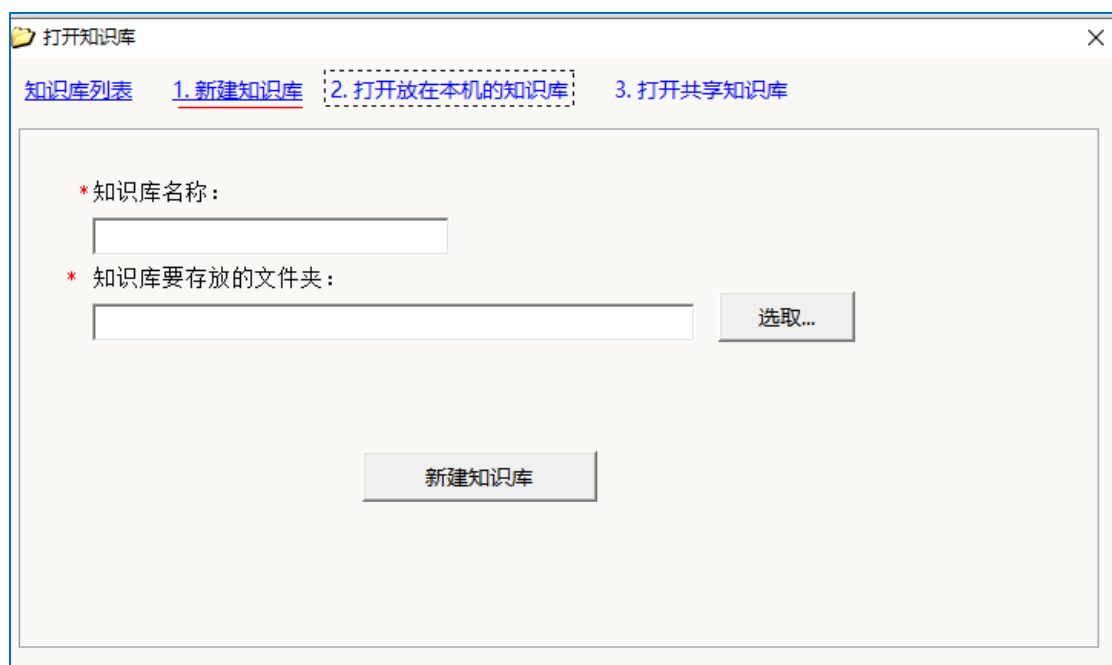 打开知识库
知识库列表 1. 新建知识库 2. 打开放在本机的知识库 3. 打开共享知识库
*知识库名称：
* 知识库要存放的文件夹：
选取...
新建知识库